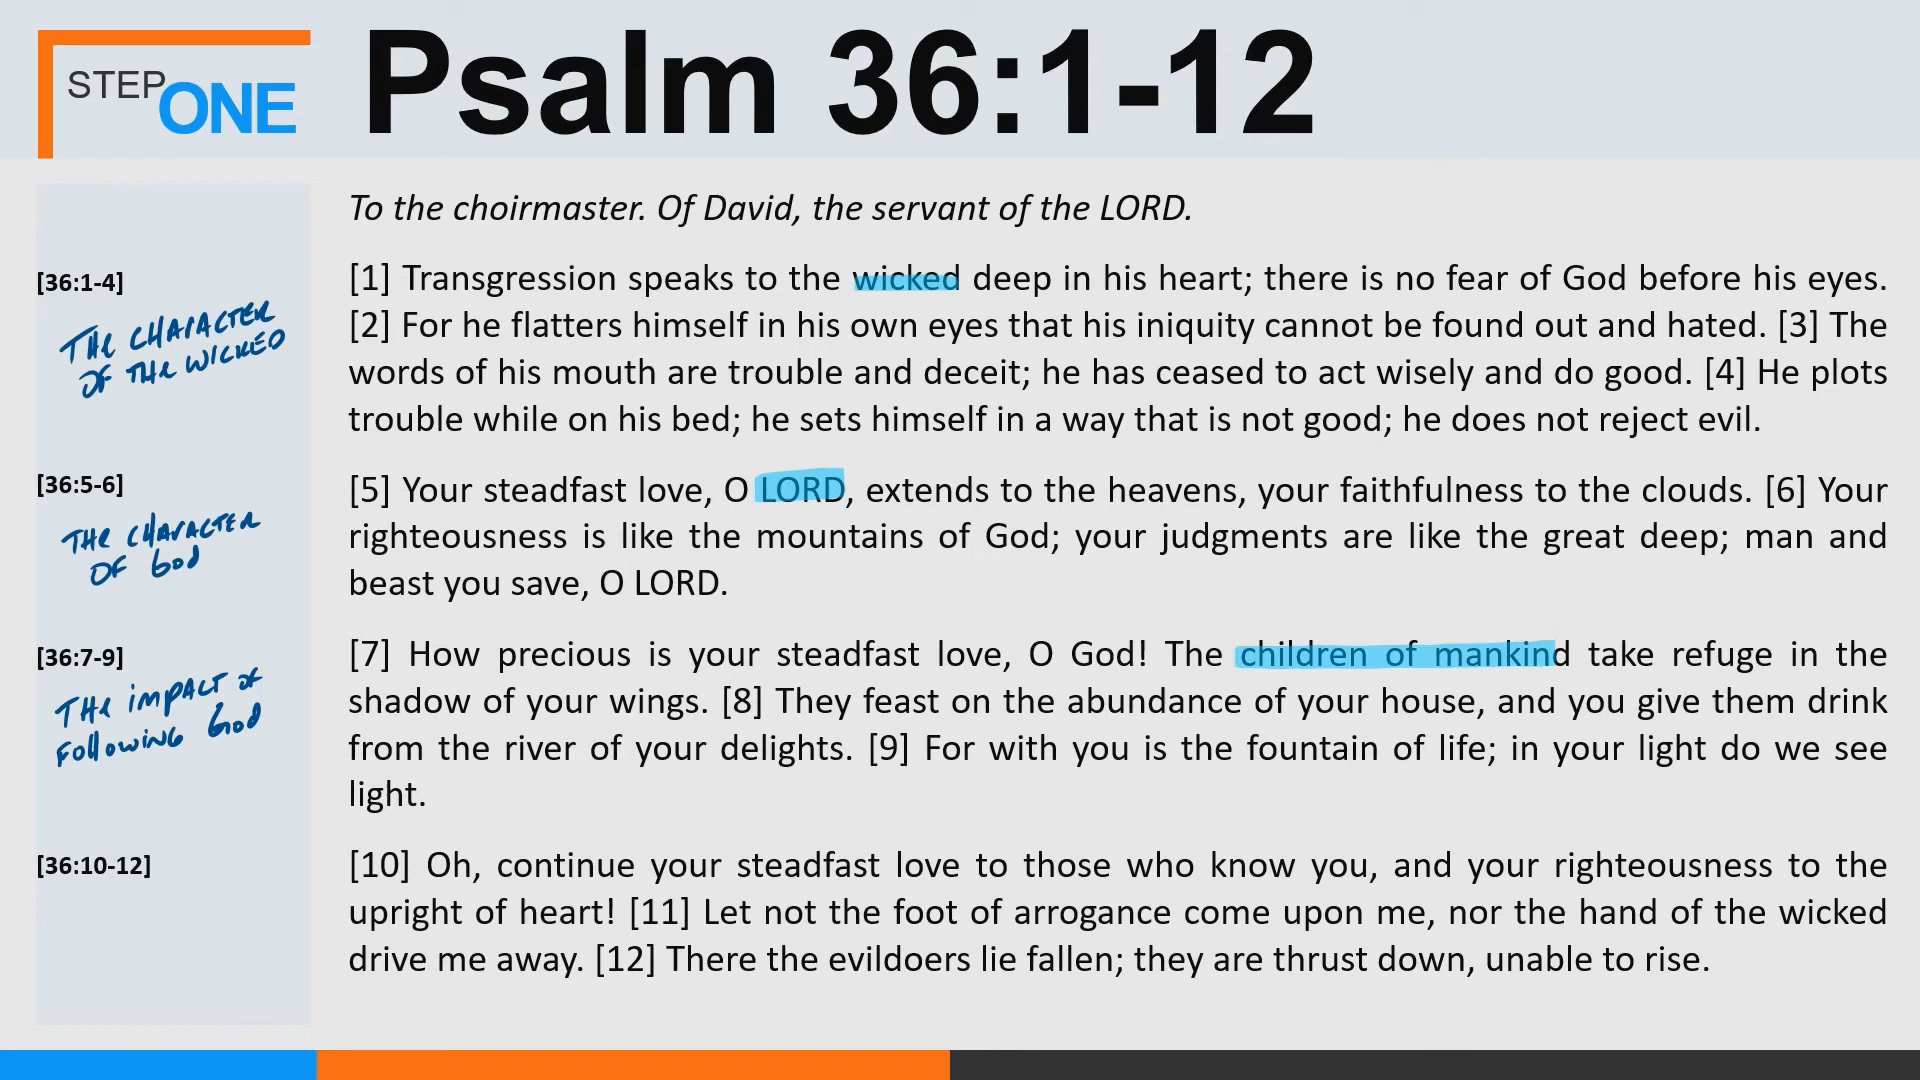 STEP ONE
Psalm 36:1-12
To the choirmaster. Of David, the servant of the LORD.
[36:1-4]
THE CHARACTER
OF THE WICKED
[1] Transgression speaks to the wicked deep in his heart; there is no fear of God before his eyes.
[2] For he flatters himself in his own eyes that his iniquity cannot be found out and hated. [3] The
words of his mouth are trouble and deceit; he has ceased to act wisely and do good. [4] He plots
trouble while on his bed; he sets himself in a way that is not good; he does not reject evil.
[36:5-6]
THE CHARACTER
OF GOD
[5] Your steadfast love, O LORD, extends to the heavens, your faithfulness to the clouds. [6] Your
righteousness is like the mountains of God; your judgments are like the great deep; man and
beast you save, O LORD.
[36:7-9]
THE IMPACT OF
FOLLOWING GOD
[7] How precious is your steadfast love, O God! The children of mankind take refuge in the
shadow of your wings. [8] They feast on the abundance of your house, and you give them drink
from the river of your delights. [9] For with you is the fountain of life; in your light do we see
light.
[36:10-12]
[10] Oh, continue your steadfast love to those who know you, and your righteousness to the
upright of heart! [11] Let not the foot of arrogance come upon me, nor the hand of the wicked
drive me away. [12] There the evildoers lie fallen; they are thrust down, unable to rise.